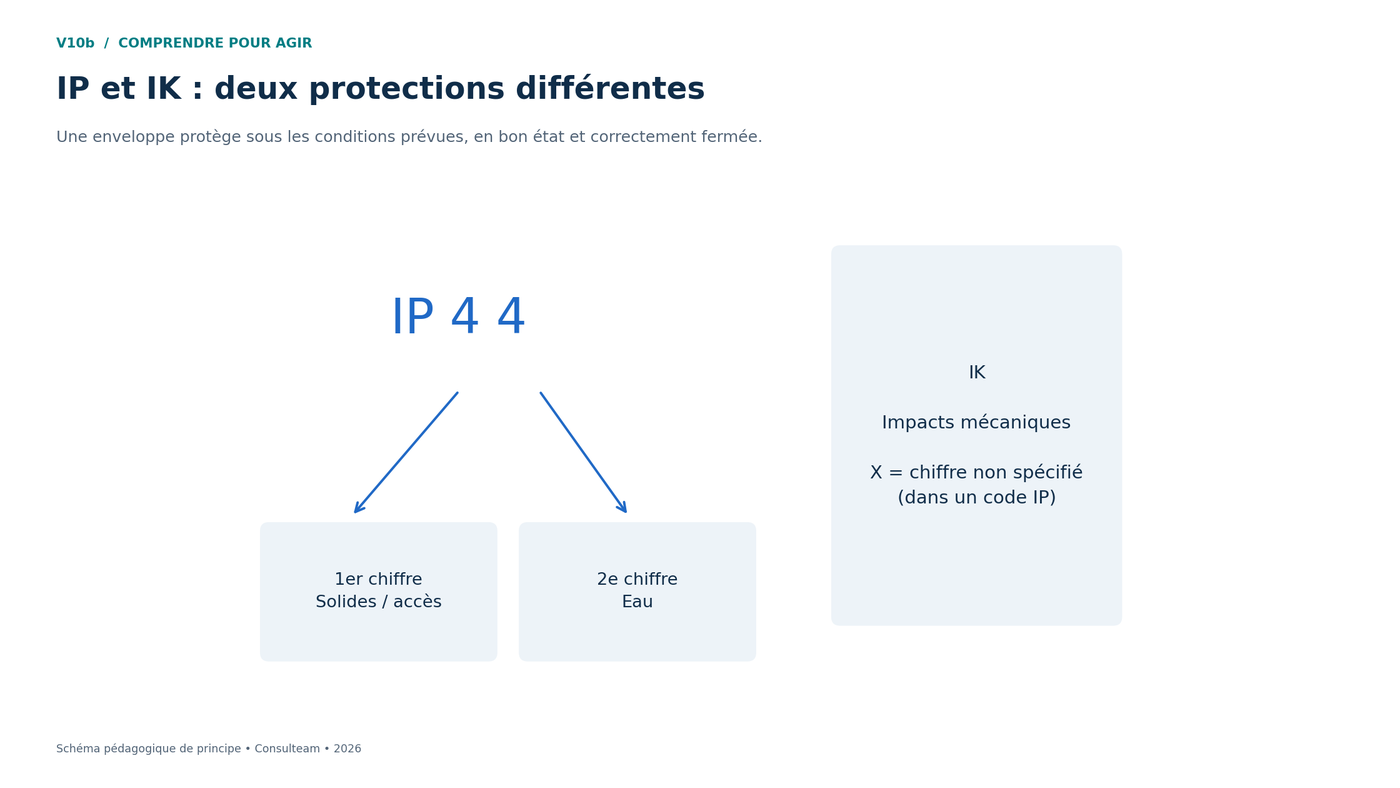 V10b / COMPRENDRE POUR AGIR
IP et IK : deux protections différentes
Une enveloppe protège sous les conditions prévues, en bon état et correctement fermée.
IP 4 4
1er chiffre
Solides / accès
2e chiffre
Eau
IK
Impacts mécaniques
X = chiffre non spécifié
(dans un code IP)
Schéma pédagogique de principe • Consulteam • 2026